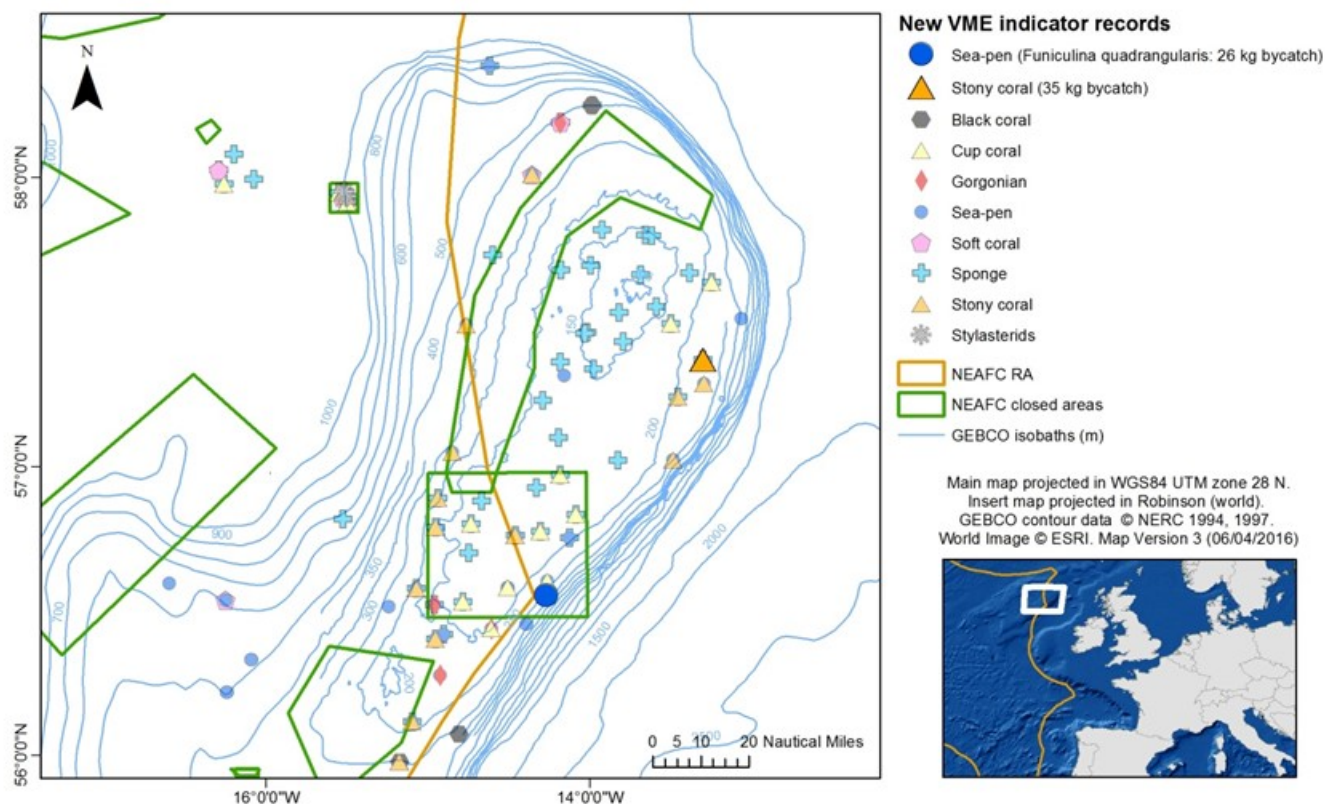 N
58°0'0"N
57°0'0"N
56°0'0"N
16°0'0"W
14°0'0"W
800
600
500
1000
400
150
200
900
350
300
700
200
1500
2000
0 5 10 20 Nautical Miles
New VME indicator records
Sea-pen (Funiculina quadrangularis: 26 kg bycatch)
Stony coral (35 kg bycatch)
Black coral
Cup coral
Gorgonian
Sea-pen
Soft coral
Sponge
Stony coral
Stylasterids
NEAFC RA
NEAFC closed areas
GEBCO isobaths (m)
Main map projected in WGS84 UTM zone 28 N.
Insert map projected in Robinson (world).
GEBCO contour data © NERC 1994, 1997.
World Image © ESRI. Map Version 3 (06/04/2016)